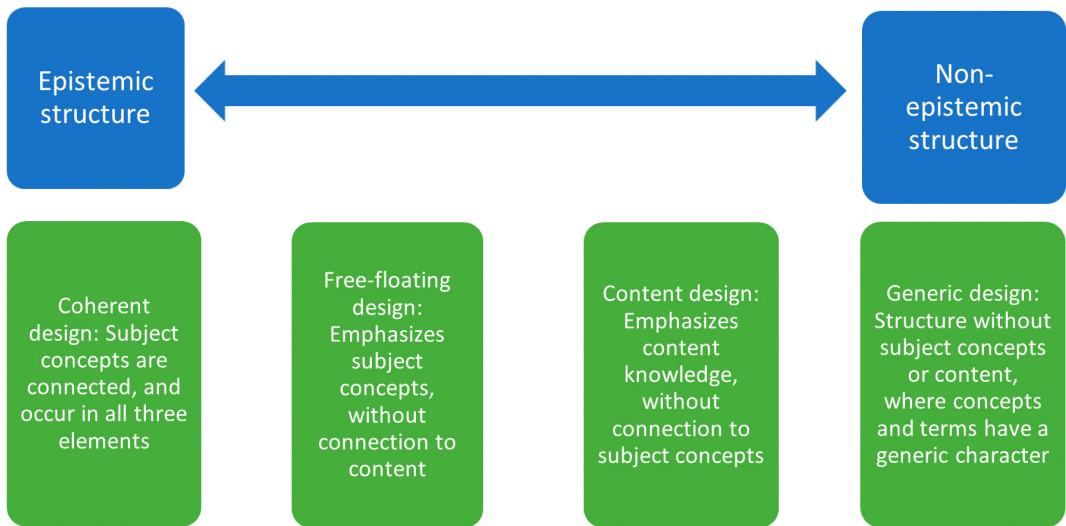 Epistemic
structure
Non-
epistemic
structure
Coherent
design: Subject
concepts are
connected, and
occur in all three
elements
Free-floating
design:
Emphasizes
subject
concepts,
without
connection to
content
Content design:
Emphasizes
content
knowledge,
without
connection to
subject concepts
Generic design:
Structure without
subject concepts
or content,
where concepts
and terms have a
generic character